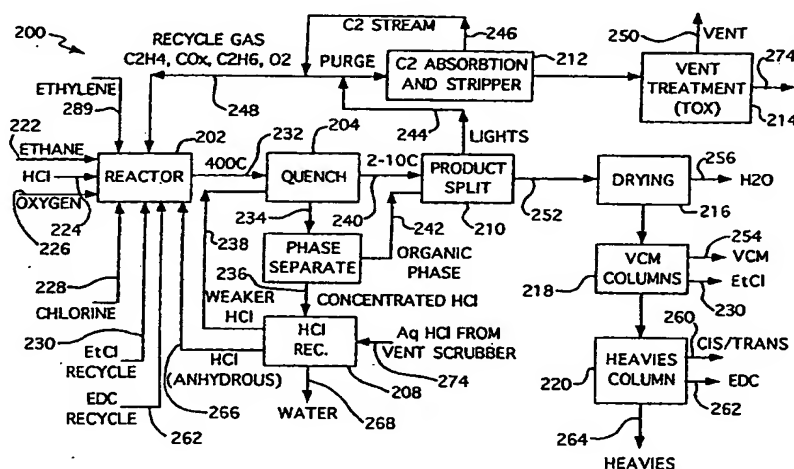 200
RECYCLE GAS
C2H4, COx, C2H6, O2
C2 STREAM
246
PURGE
C2 ABSORBTION
AND STRIPPER
212
250
VENT
274
VENT
TREATMENT
(TOX)
214
ETHYLENE
289
248
244
LIGHTS
222
ETHANE
HCl
OXYGEN
224
226
202
REACTOR
232
400C
204
QUENCH
2-10C
240
PRODUCT
SPLIT
210
252
DRYING
216
256
H2O
234
238
242
PHASE
SEPARATE
ORGANIC
PHASE
236
WEAKER
HCl
CONCENTRATED HCl
228
CHLORINE
230
EtCl
RECYCLE
EDC
RECYCLE
262
266
HCl
(ANHYDROUS)
HCl
REC.
208
Aq HCl FROM
VENT SCRUBBER
274
WATER
268
218
VCM
COLUMNS
254
VCM
EtCl
230
220
HEAVIES
COLUMN
260
CIS/TRANS
EDC
262
264
HEAVIES